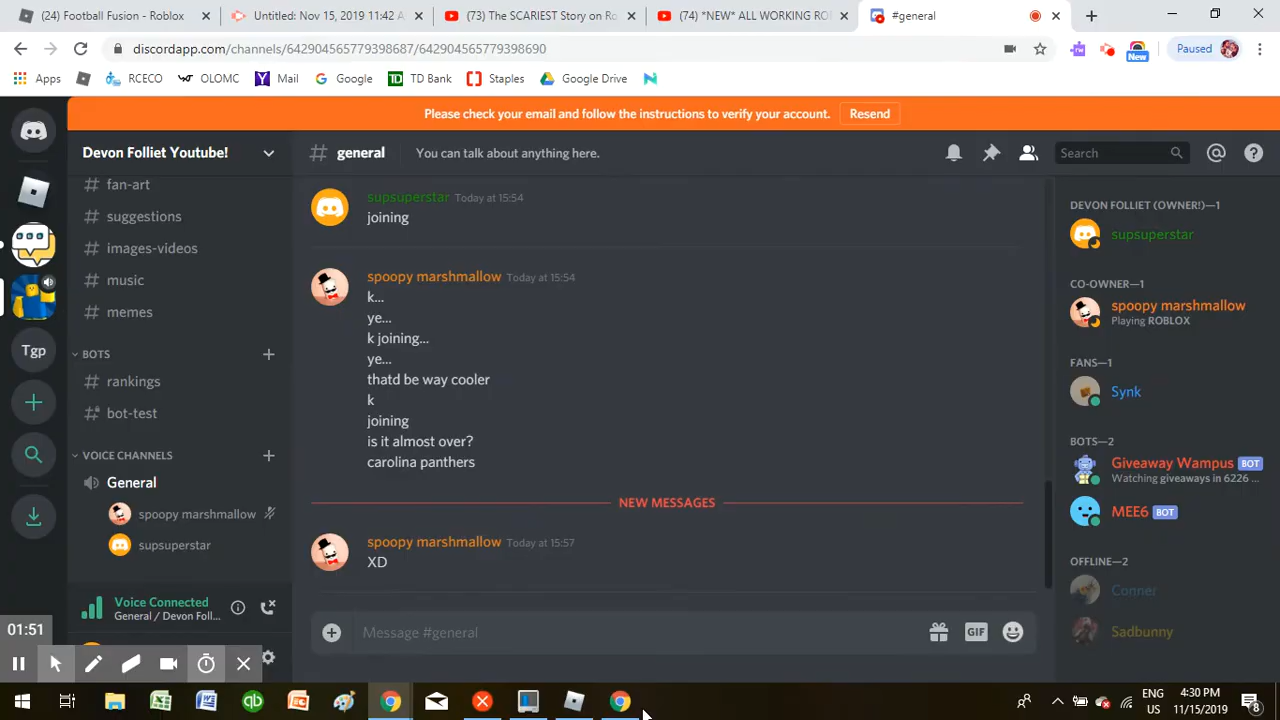 (24) Football Fusion - Roblox
Untitled: Nov 15, 2019 11:42 A
(73) The SCARIEST Story on Ro
(74) *NEW* ALL WORKING RO
#general
discordapp.com/channels/642904565779398687/642904565779398690
New
Paused
Apps
RCECO
OLOMC
Mail
Google
TD Bank
Staples
Google Drive
Please check your email and follow the instructions to verify your account.
Resend
Devon Folliet Youtube!
# general
You can talk about anything here.
Search
# fan-art
# suggestions
# images-videos
# music
# memes
Tgp
BOTS
# rankings
# bot-test
VOICE CHANNELS
General
spoopy marshmallow
supsuperstar
Voice Connected
General / Devon Foll...
01:51
supsuperstar Today at 15:54
joining
spoopy marshmallow Today at 15:54
k...
ye...
k joining...
ye...
thatd be way cooler
k
joining
is it almost over?
carolina panthers
NEW MESSAGES
spoopy marshmallow Today at 15:57
XD
Message #general
GIF
DEVON FOLLIET (OWNER!)—1
supsuperstar
CO-OWNER—1
spoopy marshmallow
Playing ROBLOX
FANS—1
Synk
BOTS—2
Giveaway Wampus BOT
Watching giveaways in 6226 ...
MEE6 BOT
OFFLINE—2
Conner
Sadbunny
ENG
US
4:30 PM
11/15/2019
8